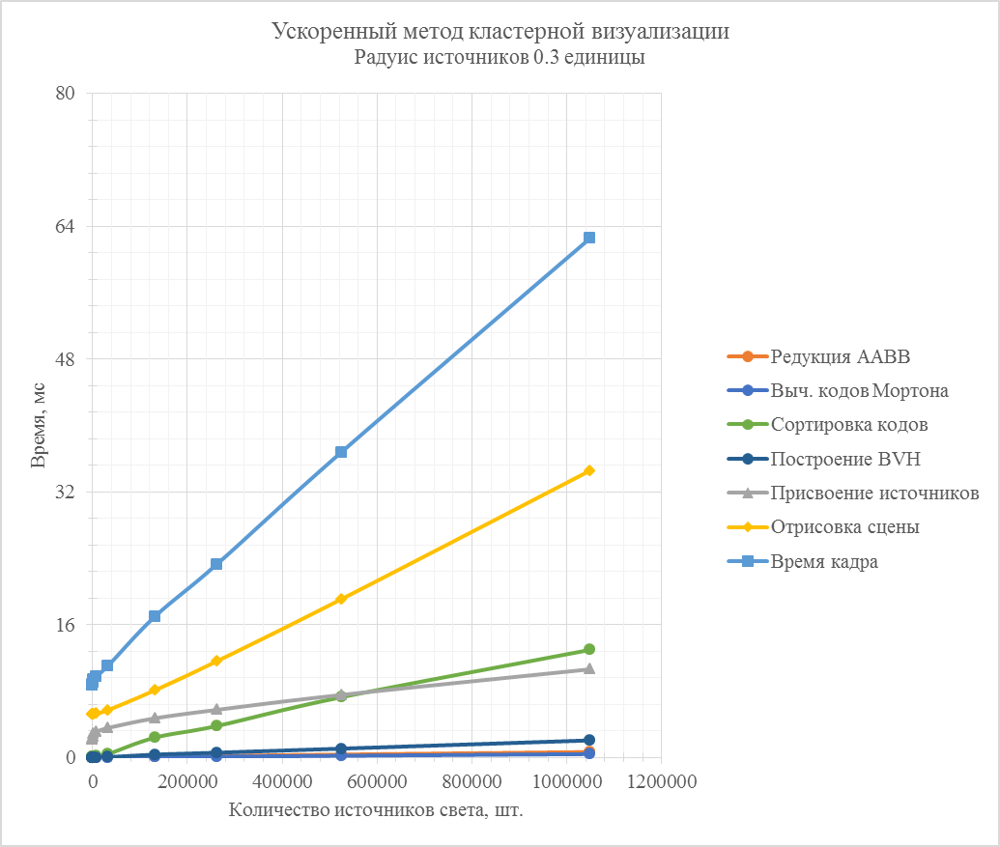 Ускоренный метод кластерной визуализации
Радуис источников 0.3 единицы
80
64
48
32
16
0
Время, мс
0 200000 400000 600000 800000 1000000 1200000
Количество источников света, шт.
Редукция AABB
Выч. кодов Мортона
Сортировка кодов
Построение BVH
Присвоение источников
Отрисовка сцены
Время кадра